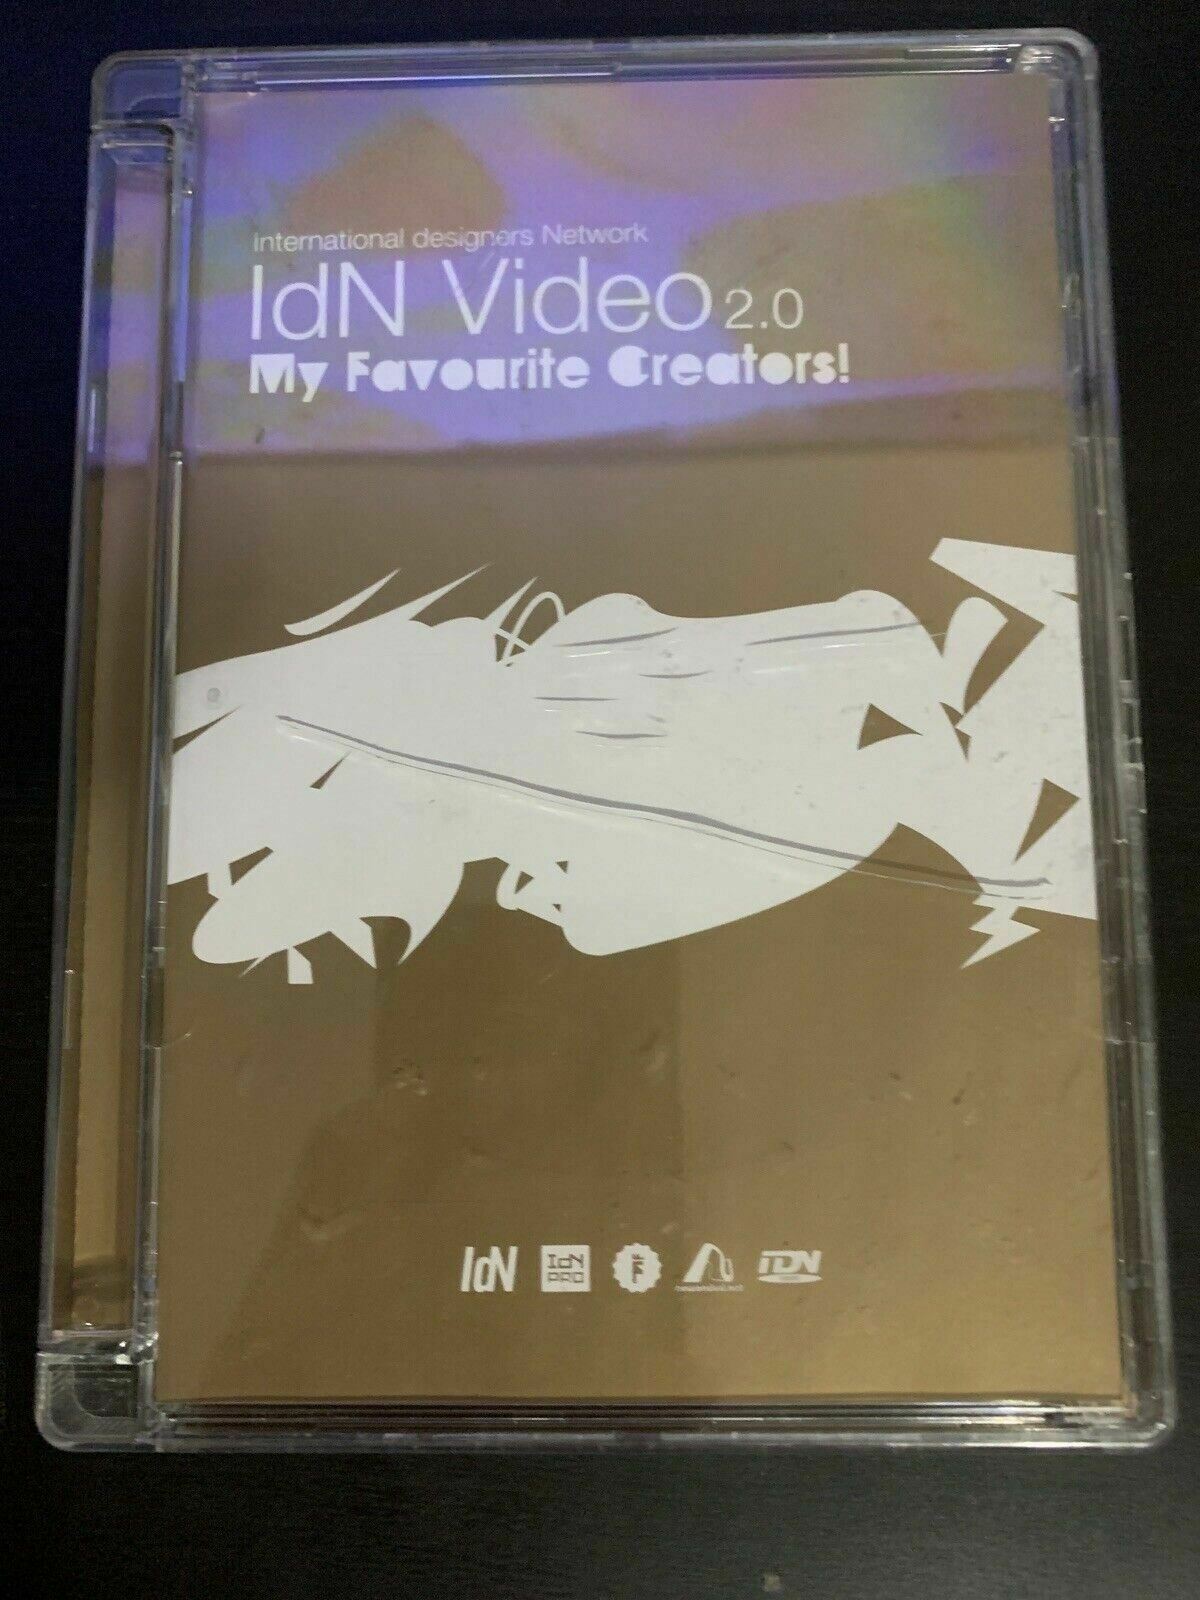 International designers Network
IdN Video 2.0
My Favourite Creators!
IdN
IdN
PRO
F
IDN